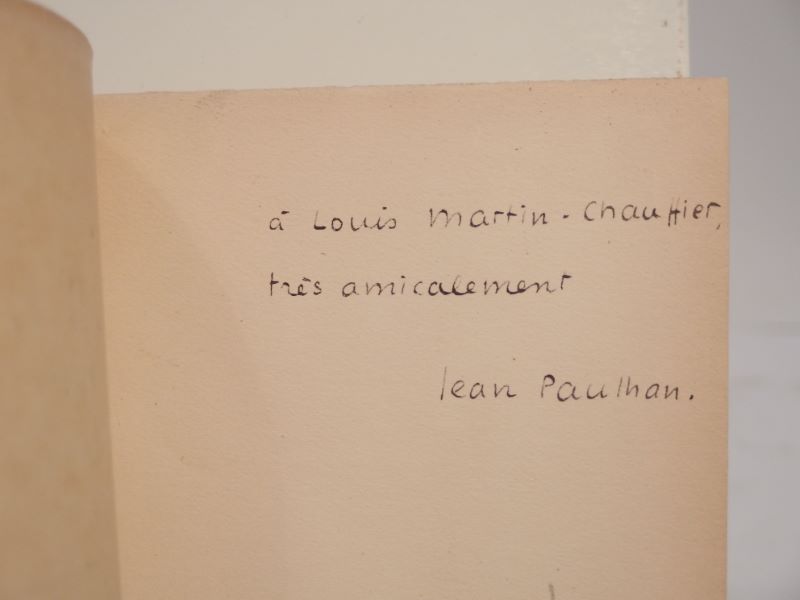 à Louis Martin-Chauffier,
très amicalement
Jean Paulhan.